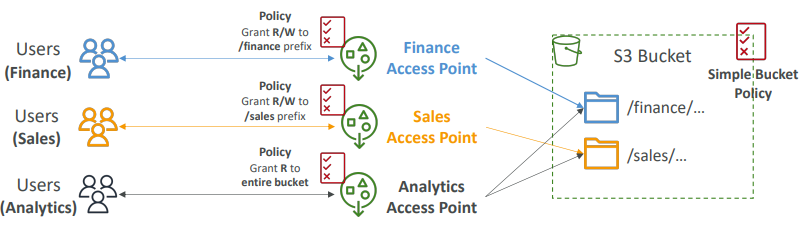 Users
(Finance)
Policy
Grant R/W to
/finance prefix
Finance
Access Point
Users
(Sales)
Policy
Grant R/W to
/sales prefix
Sales
Access Point
Users
(Analytics)
Policy
Grant R to
entire bucket
Analytics
Access Point
S3 Bucket
Simple Bucket
Policy
/finance/...
/sales/...